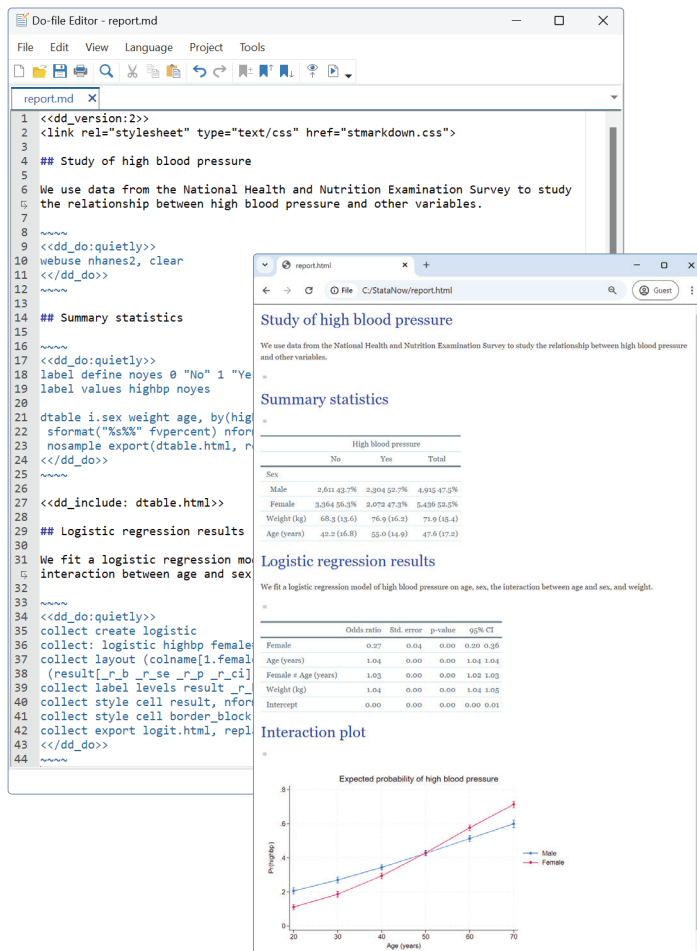 Do-file Editor - report.md
File Edit View Language Project Tools
report.md
1 <<dd_version:2>>
2 <link rel="stylesheet" type="text/css" href="stmarkdown.css">
3
4 ## Study of high blood pressure
5
6 We use data from the National Health and Nutrition Examination Survey to study
the relationship between high blood pressure and other variables.
7
8 ~~~~
9 <<dd_do:quietly>>
10 webuse nhanes2, clear
11 <</dd_do>>
12 ~~~~
13
14 ## Summary statistics
15
16 ~~~~
17 <<dd_do:quietly>>
18 label define noyes 0 "No" 1 "Ye
19 label values highbp noyes
20
21 dtable i.sex weight age, by(hig
22 sformat("%s%%" fvpercent) nfor
23 nosample export(dtable.html, r
24 <</dd_do>>
25 ~~~~
26
27 <<dd_include: dtable.html>>
28
29 ## Logistic regression results
30
31 We fit a logistic regression mo
interaction between age and sex
32
33 ~~~~
34 <<dd_do:quietly>>
35 collect create logistic
36 collect: logistic highbp female
37 collect layout (colname[1.femal
38 (result[_r_b _r_se _r_p _r_ci]
39 collect label levels result _r_
40 collect style cell result, nfor
41 collect style cell border_block
42 collect export logit.html, repl
43 <</dd_do>>
44 ~~~~
report.html
File C:/StataNow/report.html Guest
Study of high blood pressure
We use data from the National Health and Nutrition Examination Survey to study the relationship between high blood pressure
and other variables.
Summary statistics
High blood pressure
No Yes Total
Sex
Male 2,611 43.7% 2,304 52.7% 4,915 47.5%
Female 3,364 56.3% 2,072 47.3% 5,436 52.5%
Weight (kg) 68.3 (13.6) 76.9 (16.2) 71.9 (15.4)
Age (years) 42.2 (16.8) 55.0 (14.9) 47.6 (17.2)
Logistic regression results
We fit a logistic regression model of high blood pressure on age, sex, the interaction between age and sex, and weight.
Odds ratio Std. error p-value 95% CI
Female 0.27 0.04 0.00 0.20 0.36
Age (years) 1.04 0.00 0.00 1.04 1.04
Female # Age (years) 1.03 0.00 0.00 1.02 1.03
Weight (kg) 1.04 0.00 0.00 1.04 1.05
Intercept 0.00 0.00 0.00 0.00 0.01
Interaction plot
Expected probability of high blood pressure
.8
.6
.4
.2
0
Pr(highbp)
20 30 40 50 60 70
Age (years)
Male
Female